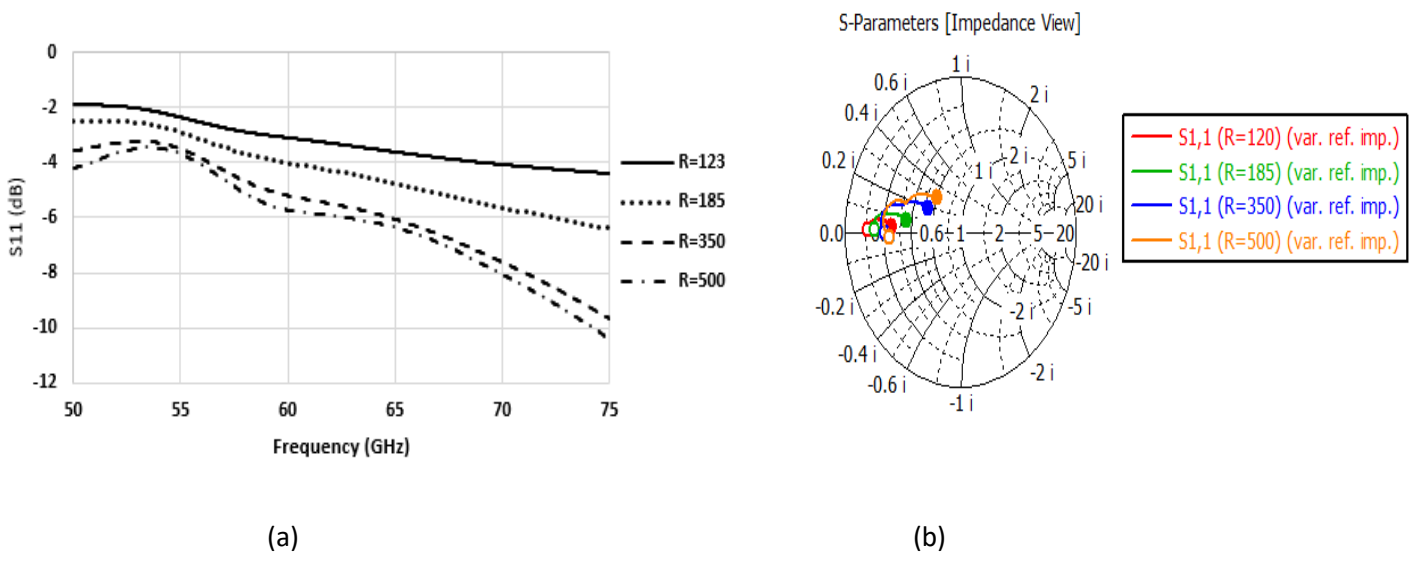 0
-2
-4
-6
-8
-10
-12
50 55 60 65 70 75
S11 (dB)
Frequency (GHz)
R=123
R=185
R=350
R=500
(a)
S-Parameters [Impedance View]
1 i
0.6 i
2 i
0.4 i
0.2 i
1 i
2 i
5 i
20 i
0.0
0.6 1 2 5 20
-20 i
-0.2 i
-2 i
-5 i
-0.4 i
-2 i
-0.6 i
-1 i
S1,1 (R=120) (var. ref. imp.)
S1,1 (R=185) (var. ref. imp.)
S1,1 (R=350) (var. ref. imp.)
S1,1 (R=500) (var. ref. imp.)
(b)